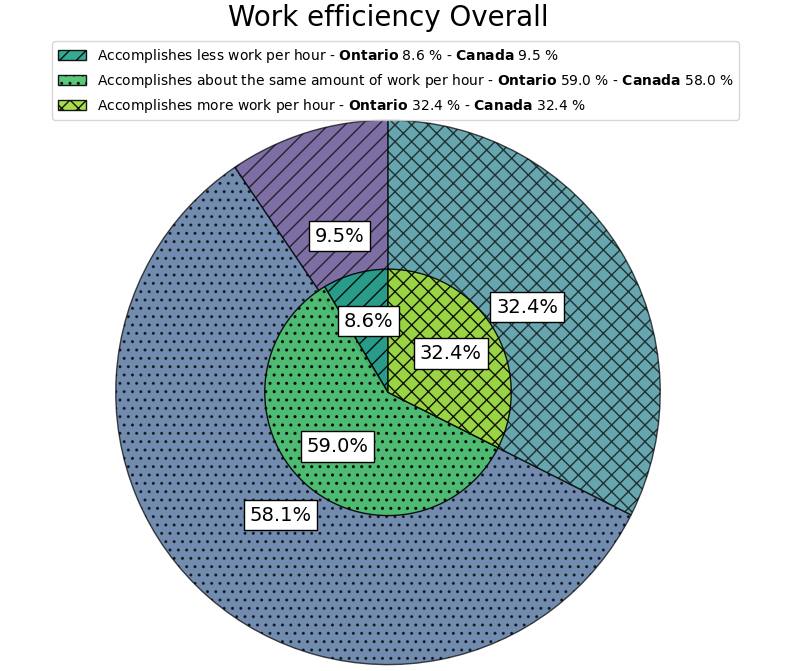 Work efficiency Overall
Accomplishes less work per hour - Ontario 8.6 % - Canada 9.5 %
Accomplishes about the same amount of work per hour - Ontario 59.0 % - Canada 58.0 %
Accomplishes more work per hour - Ontario 32.4 % - Canada 32.4 %
9.5%
32.4%
8.6%
32.4%
59.0%
58.1%